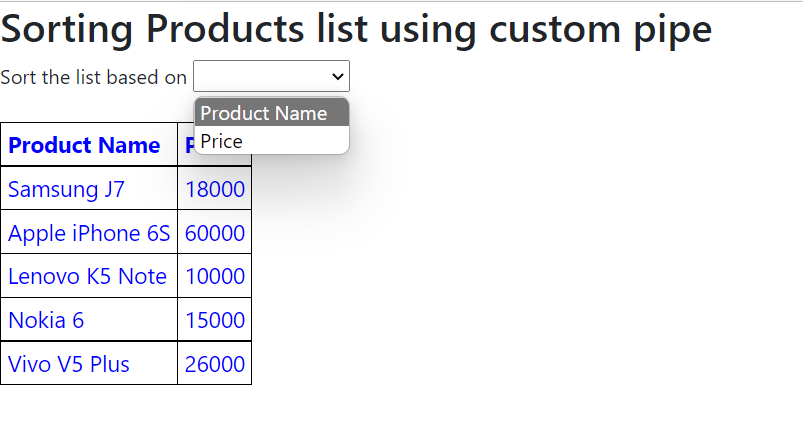 Sorting Products list using custom pipe
Sort the list based on
Product Name
Price
Product Name
Samsung J7 18000
Apple iPhone 6S 60000
Lenovo K5 Note 10000
Nokia 6 15000
Vivo V5 Plus 26000